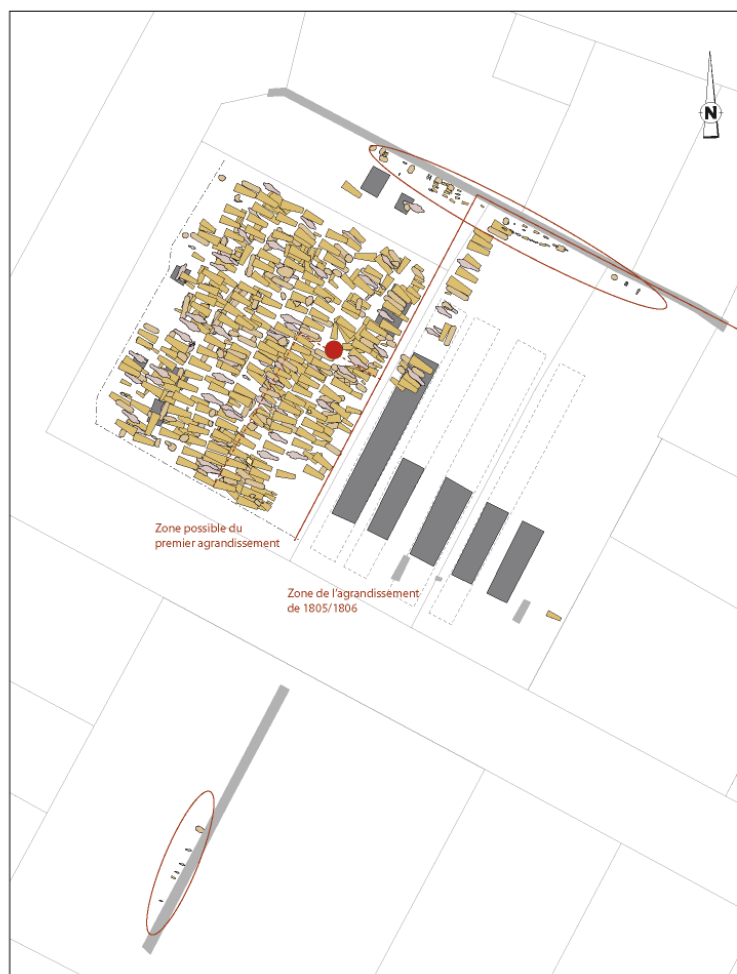 N
Zone possible du
premier agrandissement
Zone de l'agrandissement
de 1805/1806